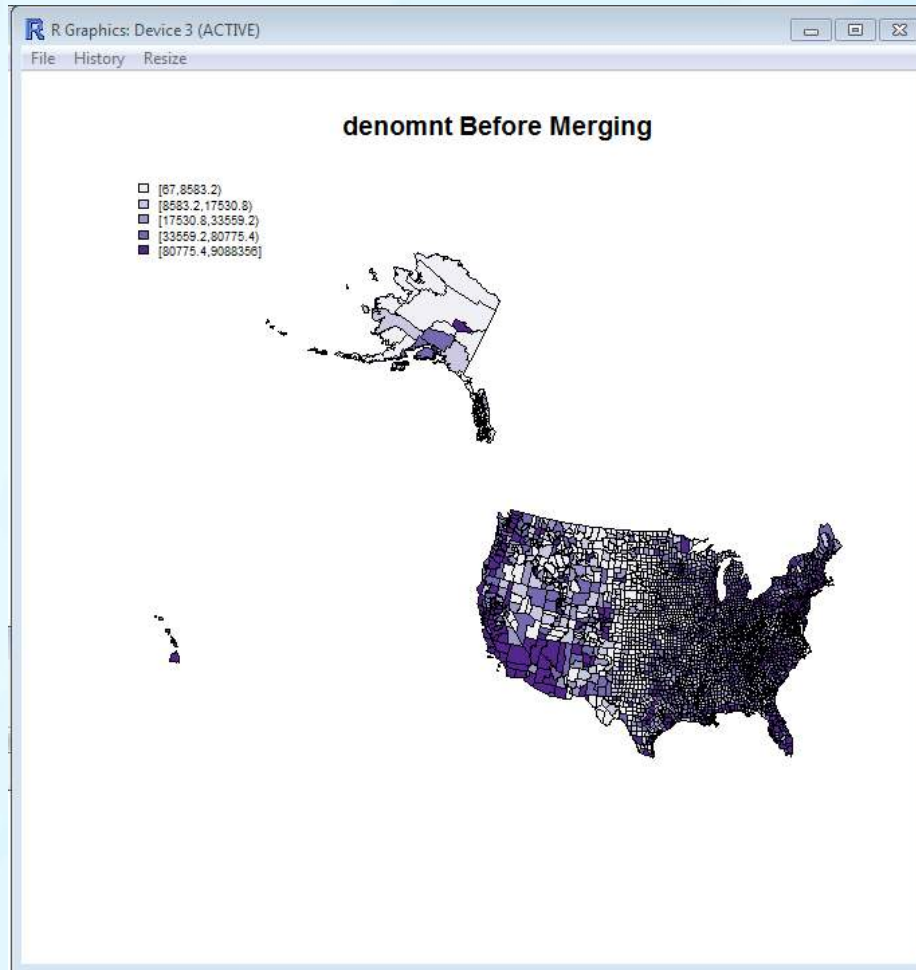 R Graphics: Device 3 (ACTIVE)
File History Resize
denomnt Before Merging
[67,8583.2)
[8583.2,17530.8)
[17530.8,33559.2)
[33559.2,80775.4)
[80775.4,9088356]